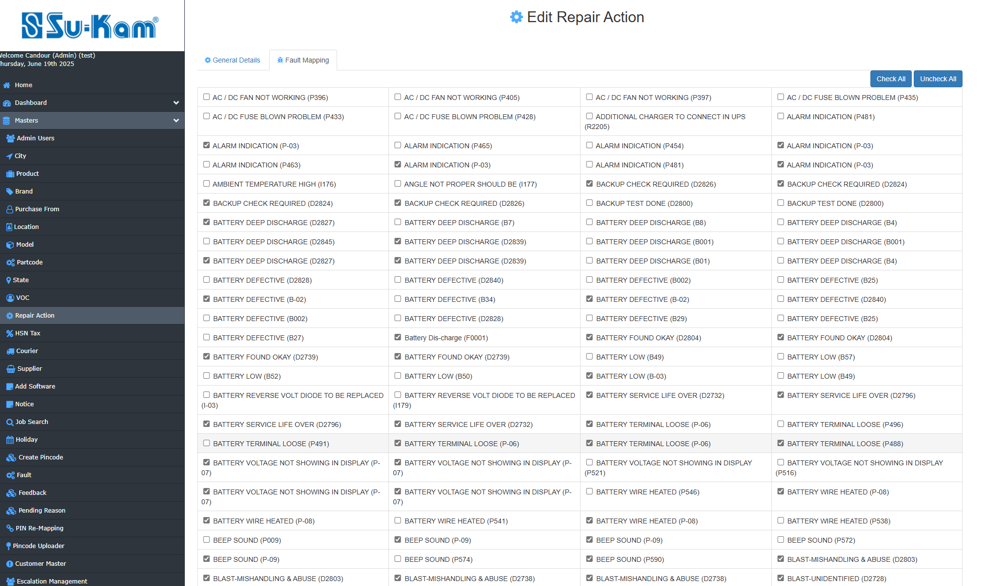 Su-Kam®
Edit Repair Action
Welcome Candour (Admin) (test)
Thursday, June 19th 2025
General Details
Fault Mapping
Check All
Uncheck All
Home
Dashboard
Masters
Admin Users
City
Product
Brand
Purchase From
Location
Model
Partcode
State
VOC
Repair Action
HSN Tax
Courier
Supplier
Add Software
Notice
Job Search
Holiday
Create Pincode
Fault
Feedback
Pending Reason
PIN Re-Mapping
Pincode Uploader
Customer Master
Escalation Management
AC / DC FAN NOT WORKING (P396)
AC / DC FAN NOT WORKING (P405)
AC / DC FAN NOT WORKING (P397)
AC / DC FUSE BLOWN PROBLEM (P435)
AC / DC FUSE BLOWN PROBLEM (P433)
AC / DC FUSE BLOWN PROBLEM (P428)
ADDITIONAL CHARGER TO CONNECT IN UPS
(R2205)
ALARM INDICATION (P481)
ALARM INDICATION (P-03)
ALARM INDICATION (P465)
ALARM INDICATION (P454)
ALARM INDICATION (P-03)
ALARM INDICATION (P463)
ALARM INDICATION (P-03)
ALARM INDICATION (P481)
ALARM INDICATION (P-03)
AMBIENT TEMPERATURE HIGH (I176)
ANGLE NOT PROPER SHOULD BE (I177)
BACKUP CHECK REQUIRED (D2826)
BACKUP CHECK REQUIRED (D2824)
BACKUP CHECK REQUIRED (D2824)
BACKUP CHECK REQUIRED (D2826)
BACKUP TEST DONE (D2800)
BACKUP TEST DONE (D2800)
BATTERY DEEP DISCHARGE (D2827)
BATTERY DEEP DISCHARGE (B7)
BATTERY DEEP DISCHARGE (B8)
BATTERY DEEP DISCHARGE (B4)
BATTERY DEEP DISCHARGE (D2845)
BATTERY DEEP DISCHARGE (D2839)
BATTERY DEEP DISCHARGE (B001)
BATTERY DEEP DISCHARGE (B001)
BATTERY DEEP DISCHARGE (D2827)
BATTERY DEEP DISCHARGE (D2839)
BATTERY DEEP DISCHARGE (B01)
BATTERY DEEP DISCHARGE (B4)
BATTERY DEFECTIVE (D2828)
BATTERY DEFECTIVE (D2840)
BATTERY DEFECTIVE (B002)
BATTERY DEFECTIVE (B25)
BATTERY DEFECTIVE (B-02)
BATTERY DEFECTIVE (B34)
BATTERY DEFECTIVE (B-02)
BATTERY DEFECTIVE (D2840)
BATTERY DEFECTIVE (B002)
BATTERY DEFECTIVE (D2828)
BATTERY DEFECTIVE (B29)
BATTERY DEFECTIVE (B25)
BATTERY DEFECTIVE (B27)
Battery Dis-charge (F0001)
BATTERY FOUND OKAY (D2804)
BATTERY FOUND OKAY (D2804)
BATTERY FOUND OKAY (D2739)
BATTERY FOUND OKAY (D2739)
BATTERY LOW (B49)
BATTERY LOW (B57)
BATTERY LOW (B52)
BATTERY LOW (B50)
BATTERY LOW (B-03)
BATTERY LOW (B49)
BATTERY REVERSE VOLT DIODE TO BE REPLACED
(I-03)
BATTERY REVERSE VOLT DIODE TO BE REPLACED
(I179)
BATTERY SERVICE LIFE OVER (D2732)
BATTERY SERVICE LIFE OVER (D2796)
BATTERY SERVICE LIFE OVER (D2796)
BATTERY SERVICE LIFE OVER (D2732)
BATTERY TERMINAL LOOSE (P-06)
BATTERY TERMINAL LOOSE (P496)
BATTERY TERMINAL LOOSE (P491)
BATTERY TERMINAL LOOSE (P-06)
BATTERY TERMINAL LOOSE (P-06)
BATTERY TERMINAL LOOSE (P488)
BATTERY VOLTAGE NOT SHOWING IN DISPLAY (P-
07)
BATTERY VOLTAGE NOT SHOWING IN DISPLAY (P-
07)
BATTERY VOLTAGE NOT SHOWING IN DISPLAY
(P521)
BATTERY VOLTAGE NOT SHOWING IN DISPLAY
(P516)
BATTERY VOLTAGE NOT SHOWING IN DISPLAY (P-
07)
BATTERY VOLTAGE NOT SHOWING IN DISPLAY (P-
07)
BATTERY WIRE HEATED (P546)
BATTERY WIRE HEATED (P-08)
BATTERY WIRE HEATED (P-08)
BATTERY WIRE HEATED (P541)
BATTERY WIRE HEATED (P-08)
BATTERY WIRE HEATED (P538)
BEEP SOUND (P009)
BEEP SOUND (P-09)
BEEP SOUND (P-09)
BEEP SOUND (P572)
BEEP SOUND (P-09)
BEEP SOUND (P574)
BEEP SOUND (P590)
BLAST-MISHANDLING & ABUSE (D2803)
BLAST-MISHANDLING & ABUSE (D2803)
BLAST-MISHANDLING & ABUSE (D2738)
BLAST-MISHANDLING & ABUSE (D2738)
BLAST-UNIDENTIFIED (D2728)